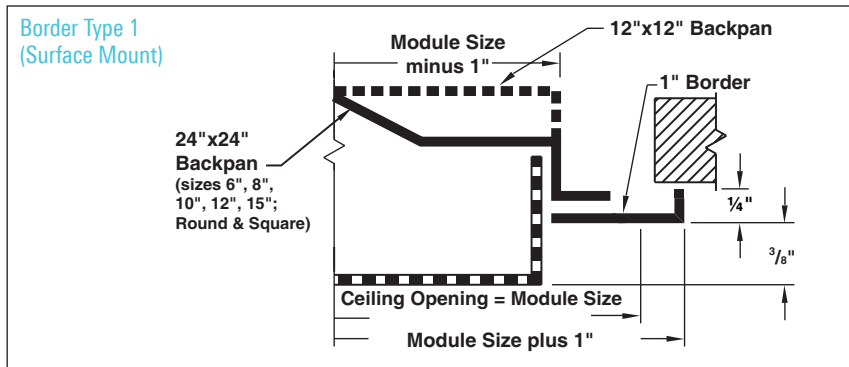 Border Type 1
(Surface Mount)
Module Size
minus 1"
12"x12" Backpan
1" Border
24"x24"
Backpan
(sizes 6", 8",
10", 12", 15";
Round & Square)
¼"
³/₈"
Ceiling Opening = Module Size
Module Size plus 1"